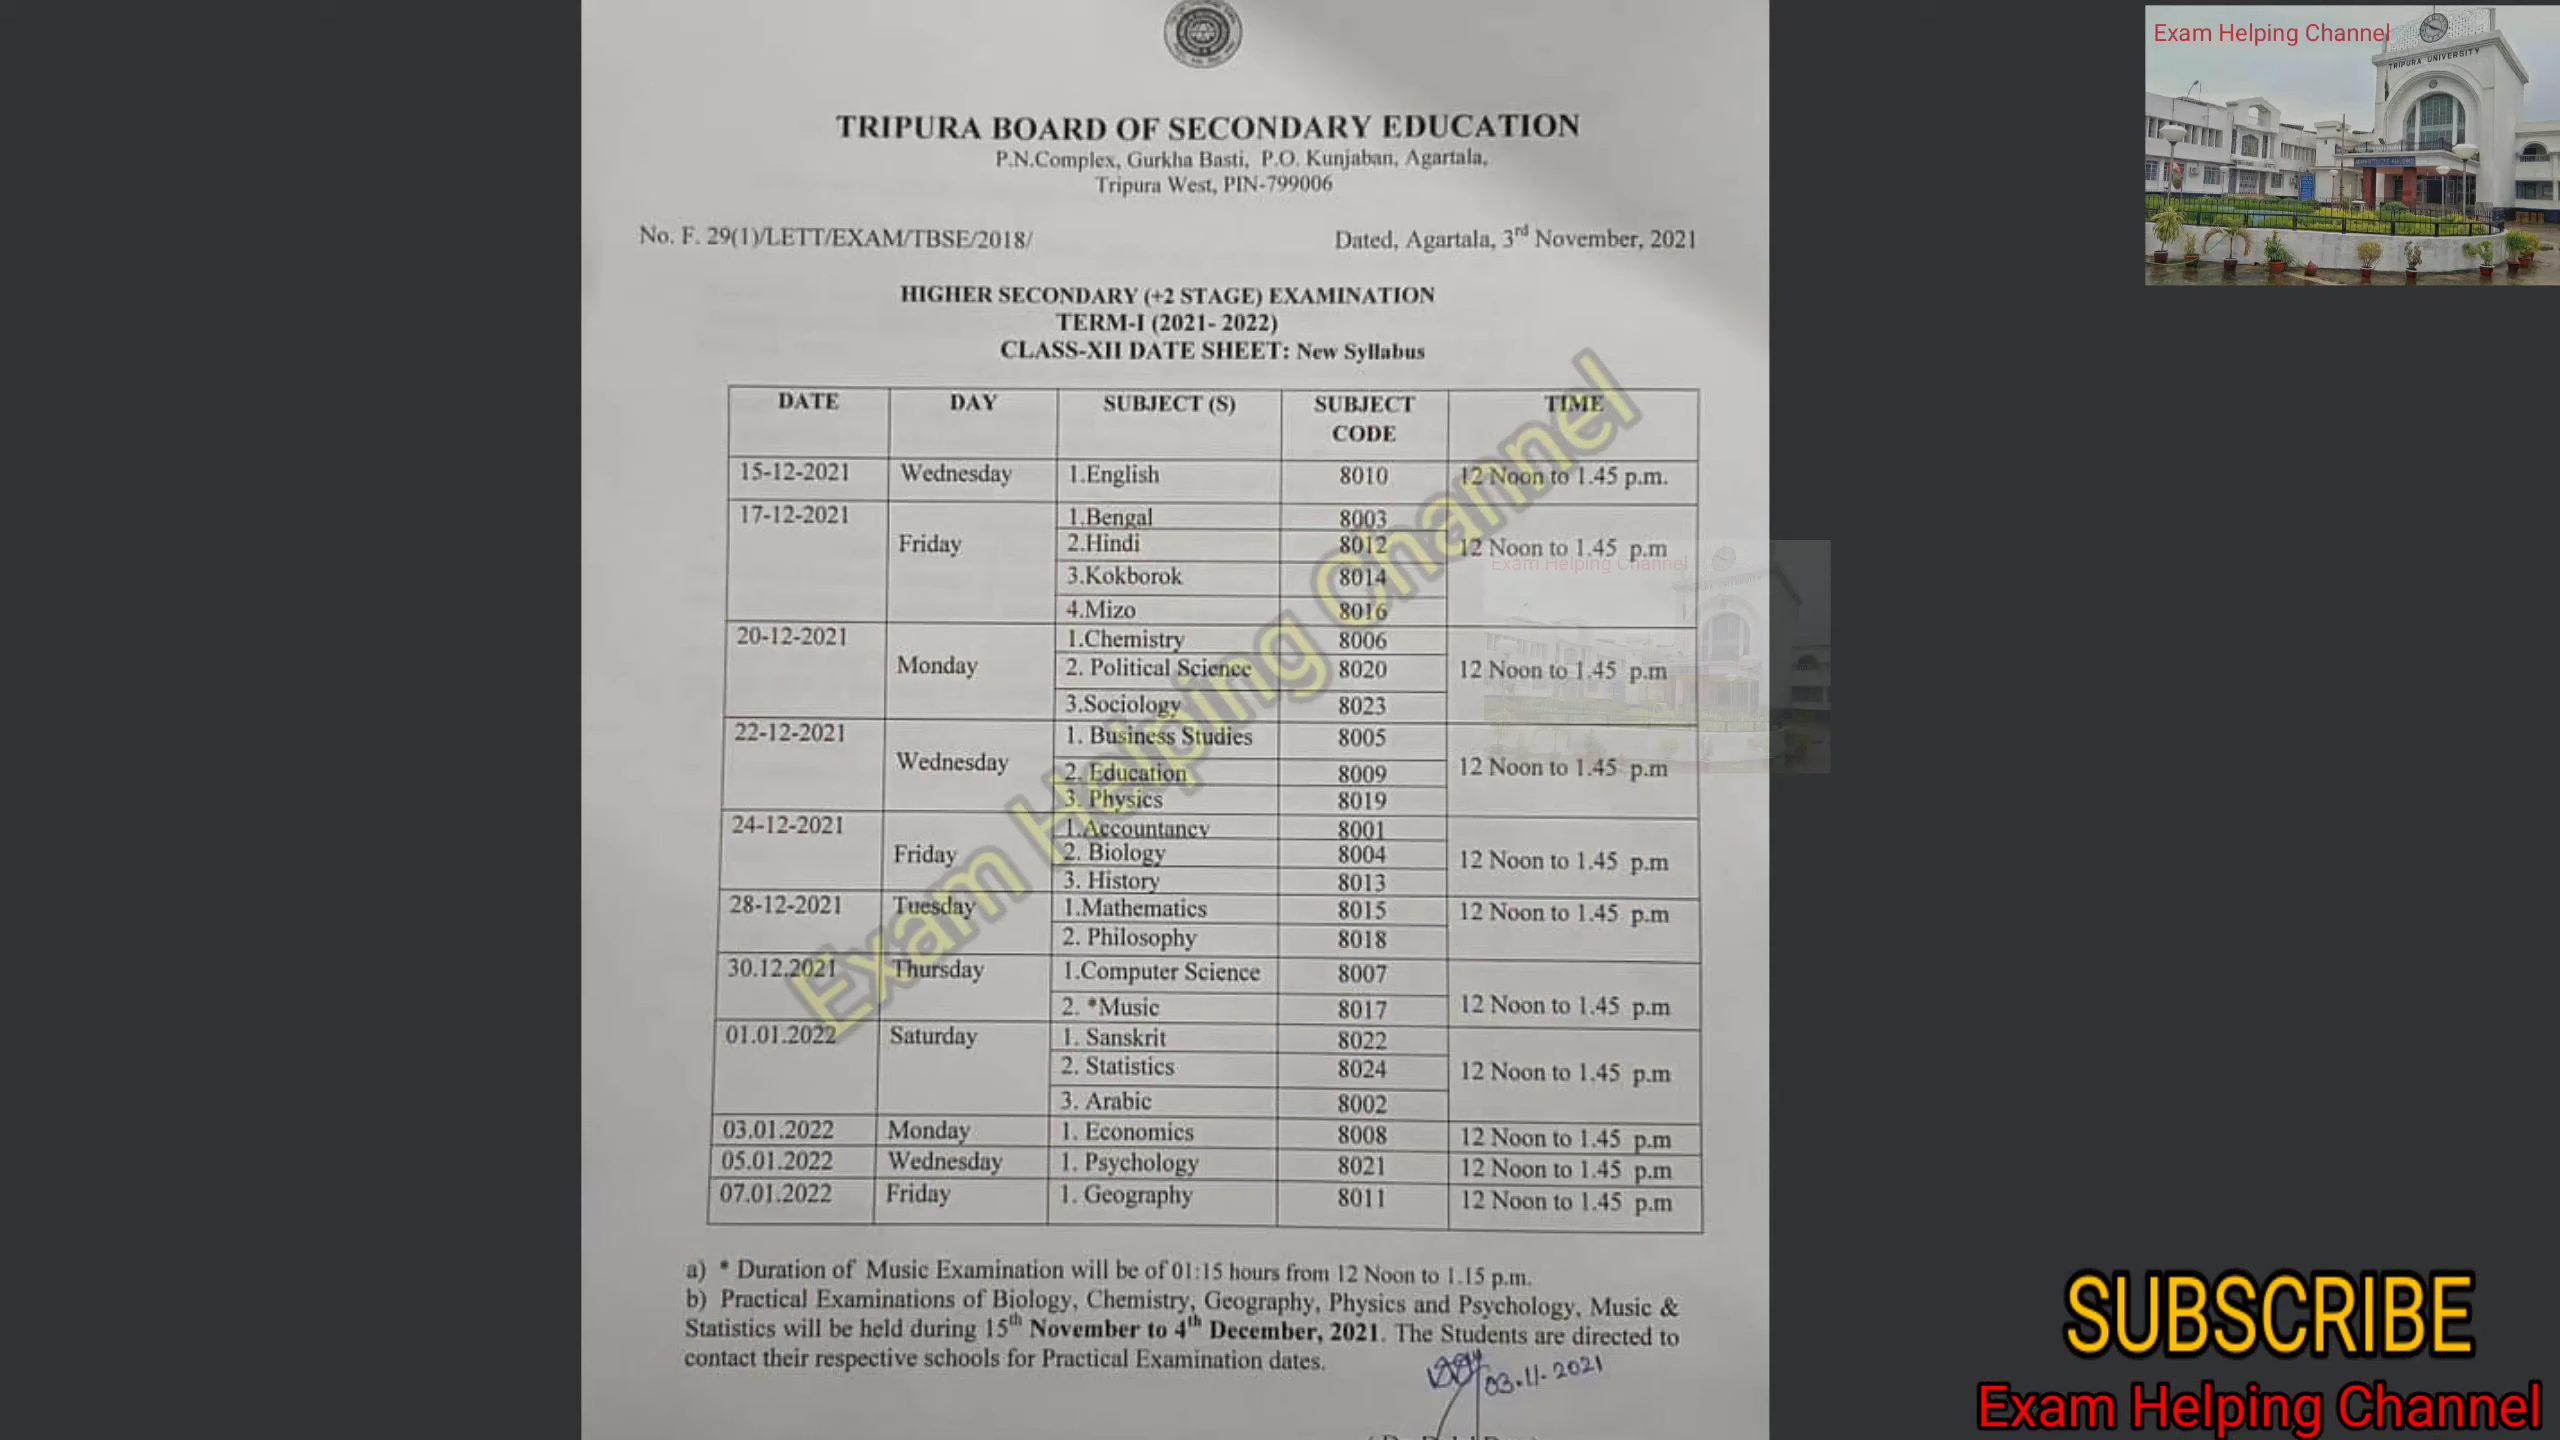 Exam Helping Channel
TRIPURA UNIVERSITY
TRIPURA BOARD OF SECONDARY EDUCATION
P.N.Complex, Gurkha Basti, P.O. Kunjaban, Agartala,
Tripura West, PIN-799006
No. F. 29(1)/LETT/EXAM/TBSE/2018/ Dated, Agartala, 3rd November, 2021
HIGHER SECONDARY (+2 STAGE) EXAMINATION
TERM-I (2021- 2022)
CLASS-XII DATE SHEET: New Syllabus
DATE DAY SUBJECT (S) SUBJECT CODE TIME
15-12-2021 Wednesday 1.English 8010 12 Noon to 1.45 p.m.
17-12-2021 Friday 1.Bengal 8003 12 Noon to 1.45 p.m
2.Hindi 8012
3.Kokborok 8014
4.Mizo 8016
20-12-2021 Monday 1.Chemistry 8006 12 Noon to 1.45 p.m
2. Political Science 8020
3.Sociology 8023
22-12-2021 Wednesday 1. Business Studies 8005 12 Noon to 1.45 p.m
2. Education 8009
3. Physics 8019
24-12-2021 Friday 1.Accountancy 8001 12 Noon to 1.45 p.m
2. Biology 8004
3. History 8013
28-12-2021 Tuesday 1.Mathematics 8015 12 Noon to 1.45 p.m
2. Philosophy 8018
30.12.2021 Thursday 1.Computer Science 8007 12 Noon to 1.45 p.m
2. *Music 8017
01.01.2022 Saturday 1. Sanskrit 8022 12 Noon to 1.45 p.m
2. Statistics 8024
3. Arabic 8002
03.01.2022 Monday 1. Economics 8008 12 Noon to 1.45 p.m
05.01.2022 Wednesday 1. Psychology 8021 12 Noon to 1.45 p.m
07.01.2022 Friday 1. Geography 8011 12 Noon to 1.45 p.m
Exam Helping Channel
Exam Helping Channel
a) * Duration of Music Examination will be of 01:15 hours from 12 Noon to 1.15 p.m.
b) Practical Examinations of Biology, Chemistry, Geography, Physics and Psychology, Music &
Statistics will be held during 15th November to 4th December, 2021. The Students are directed to
contact their respective schools for Practical Examination dates.
03-11-2021
SUBSCRIBE
Exam Helping Channel